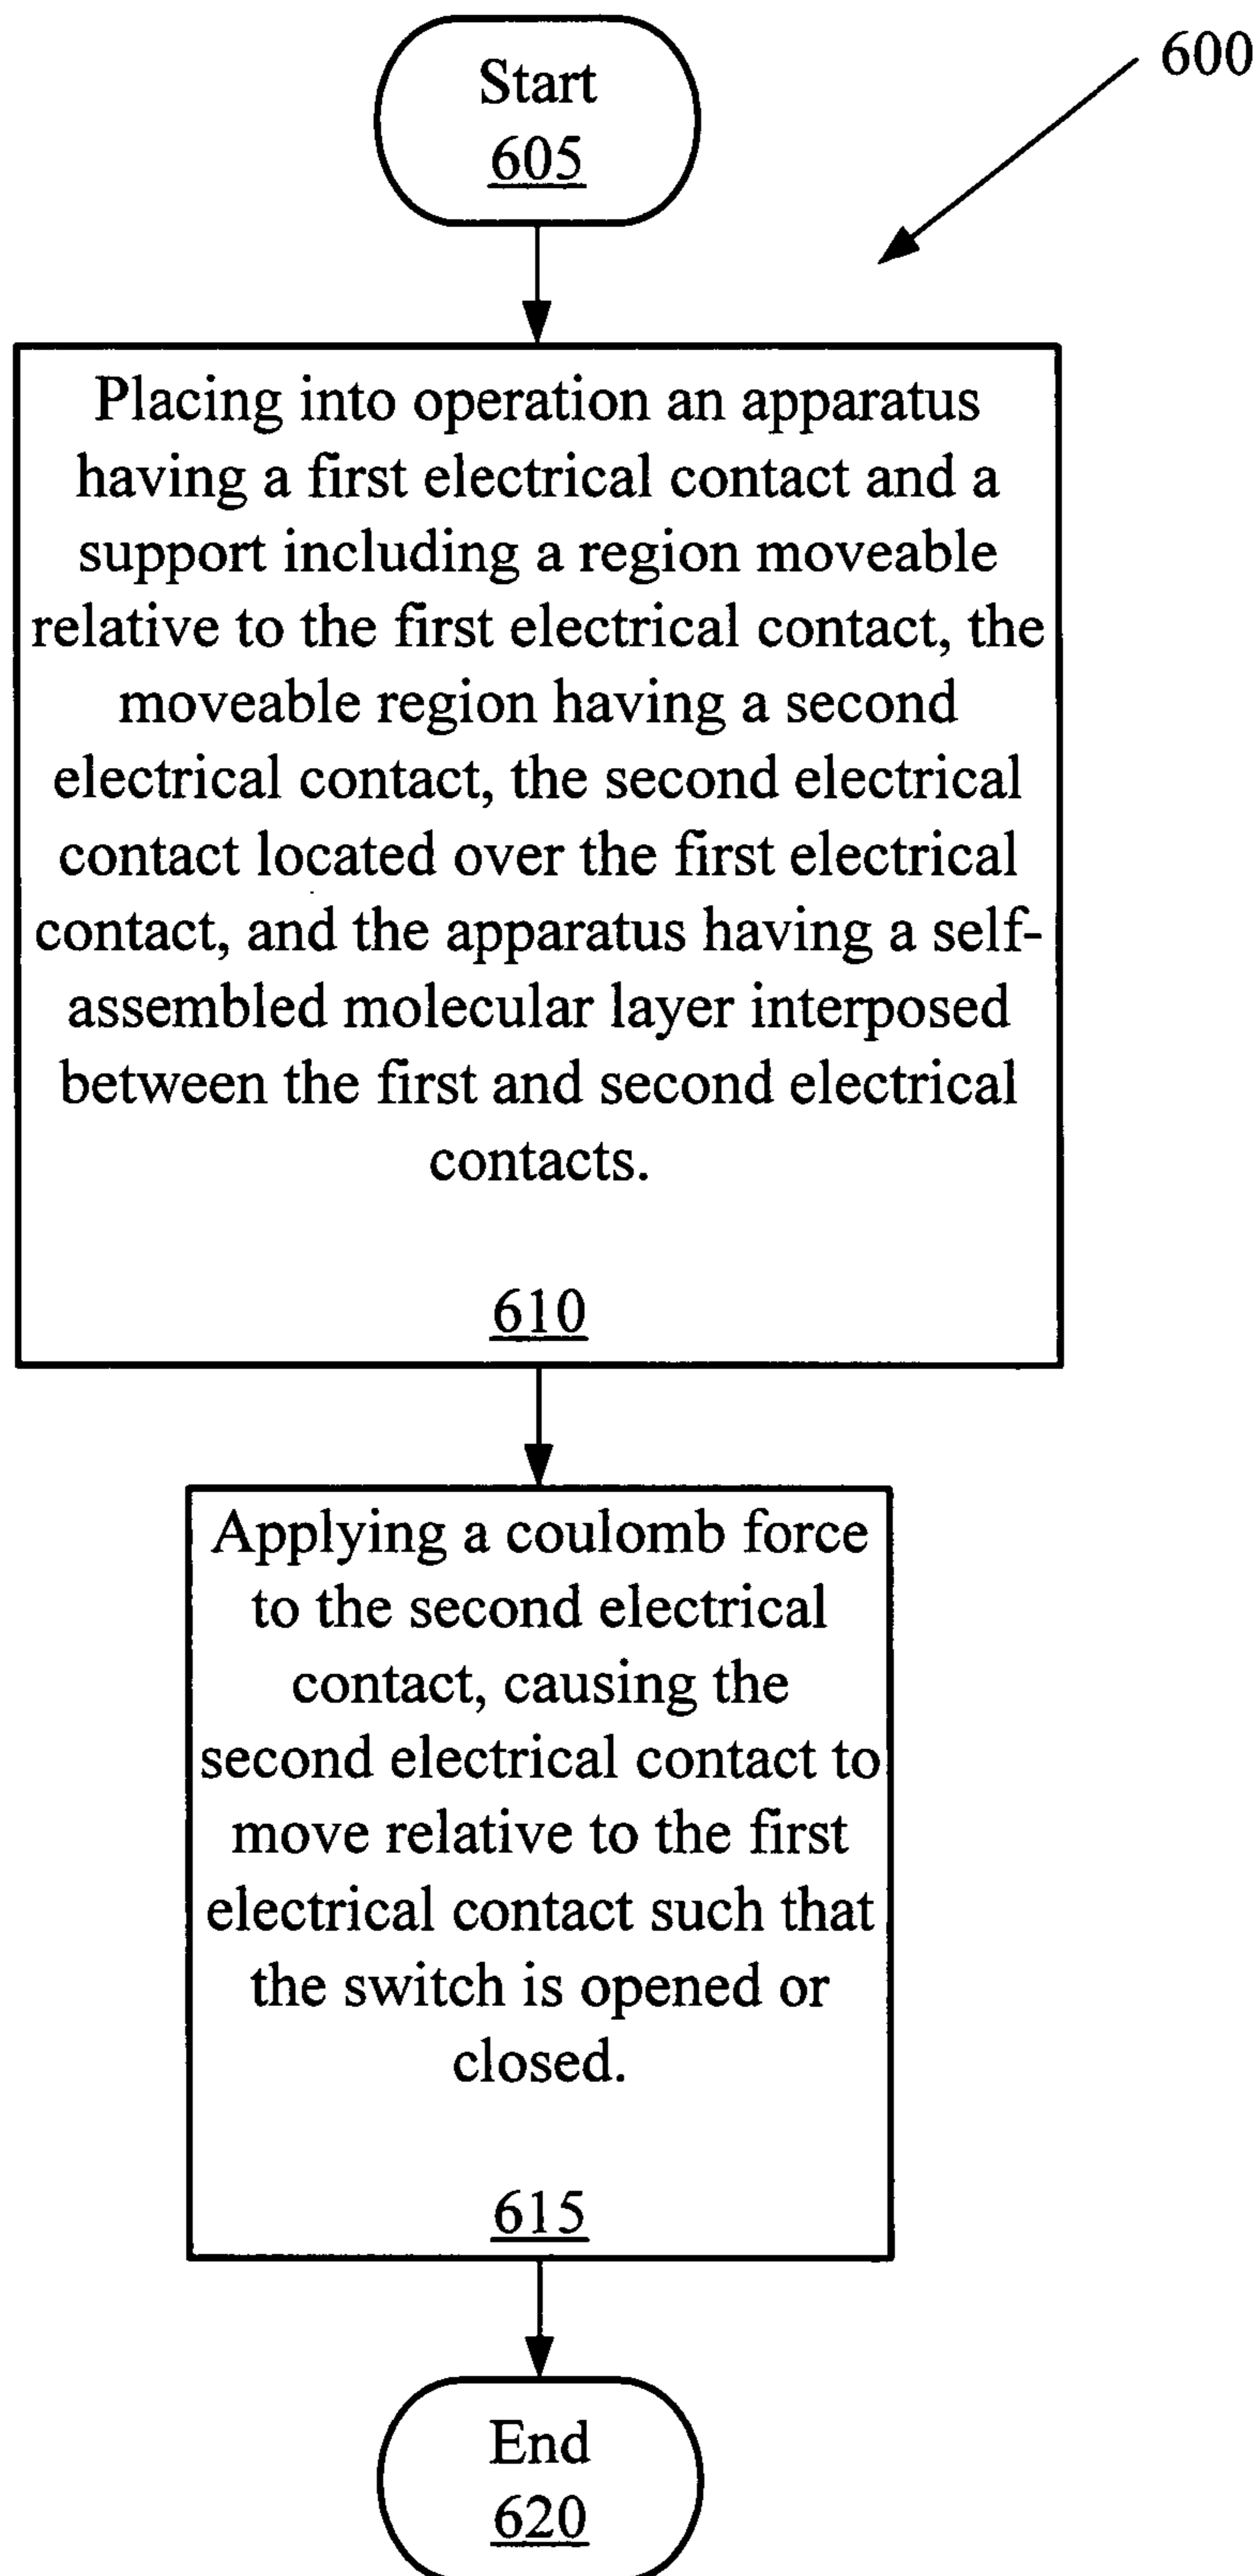 Start
605
600
Placing into operation an apparatus
having a first electrical contact and a
support including a region moveable
relative to the first electrical contact, the
moveable region having a second
electrical contact, the second electrical
contact located over the first electrical
contact, and the apparatus having a self-
assembled molecular layer interposed
between the first and second electrical
contacts.
610
Applying a coulomb force
to the second electrical
contact, causing the
second electrical contact to
move relative to the first
electrical contact such that
the switch is opened or
closed.
615
End
620